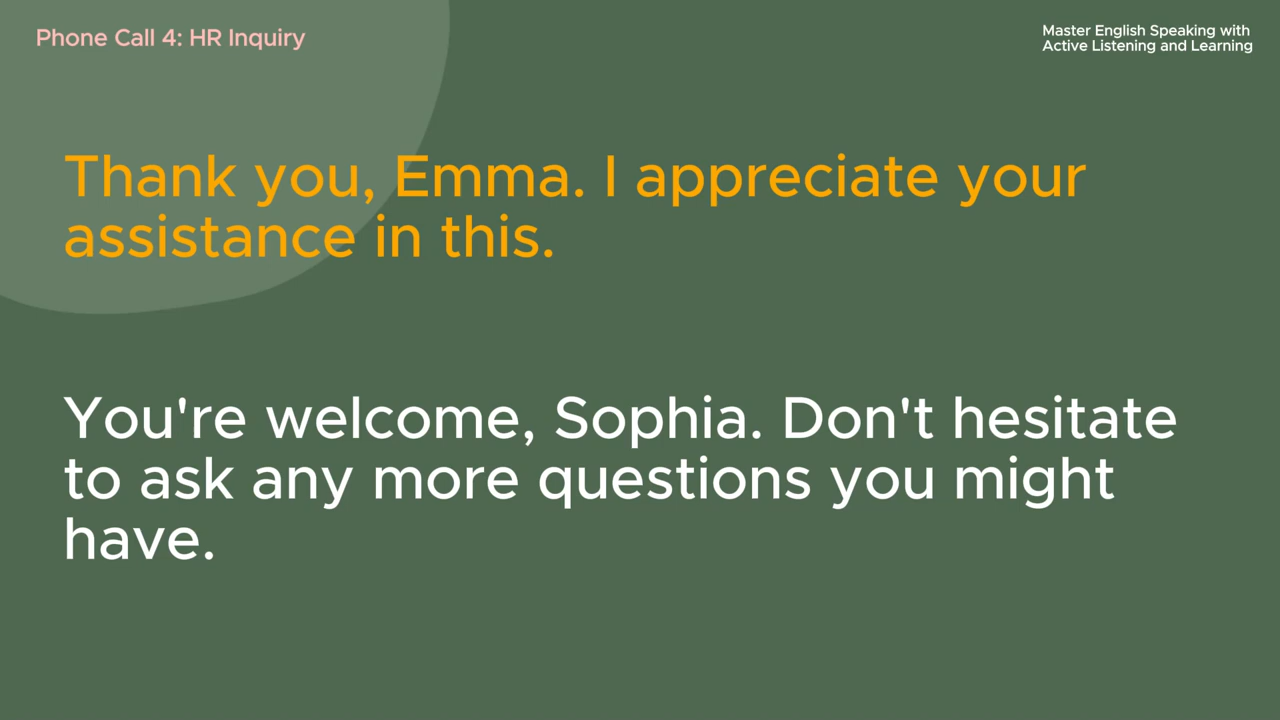 Phone Call 4: HR Inquiry
Master English Speaking with
Active Listening and Learning
Thank you, Emma. I appreciate your
assistance in this.
You're welcome, Sophia. Don't hesitate
to ask any more questions you might
have.